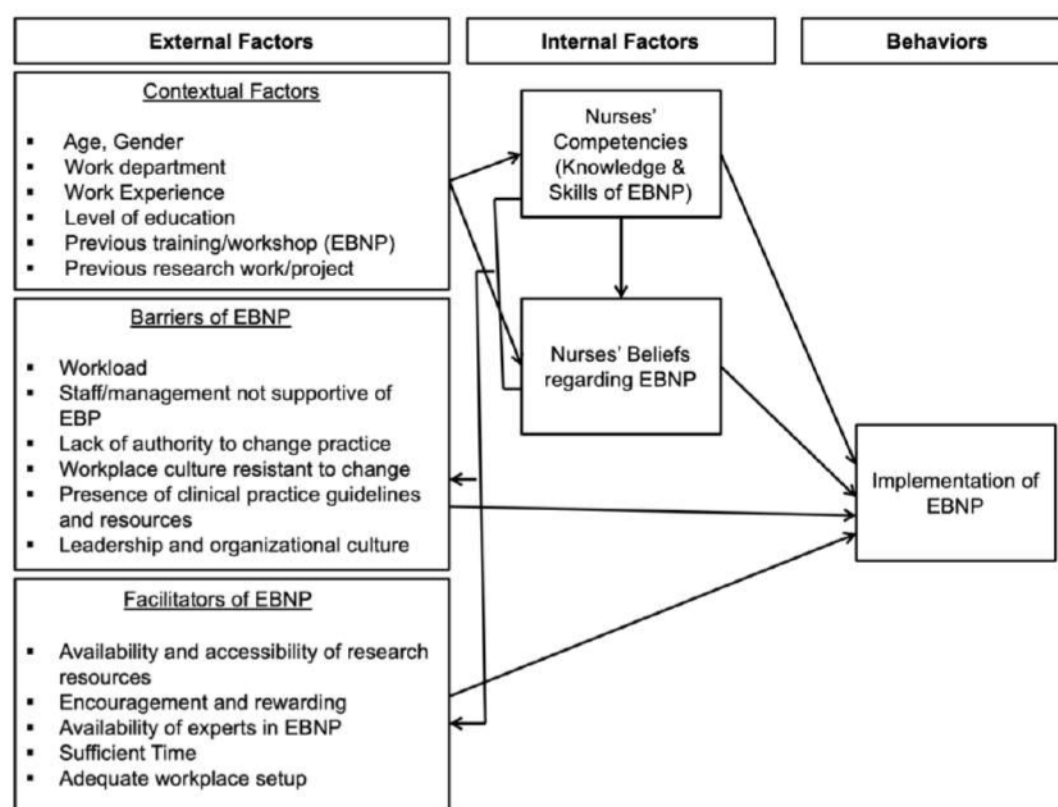 External Factors
Internal Factors
Behaviors
Contextual Factors
▪ Age, Gender
▪ Work department
▪ Work Experience
▪ Level of education
▪ Previous training/workshop (EBNP)
▪ Previous research work/project
Barriers of EBNP
▪ Workload
▪ Staff/management not supportive of
EBP
▪ Lack of authority to change practice
▪ Workplace culture resistant to change
▪ Presence of clinical practice guidelines
and resources
▪ Leadership and organizational culture
Facilitators of EBNP
▪ Availability and accessibility of research
resources
▪ Encouragement and rewarding
▪ Availability of experts in EBNP
▪ Sufficient Time
▪ Adequate workplace setup
Nurses'
Competencies
(Knowledge &
Skills of EBNP)
Nurses' Beliefs
regarding EBNP
Implementation of
EBNP